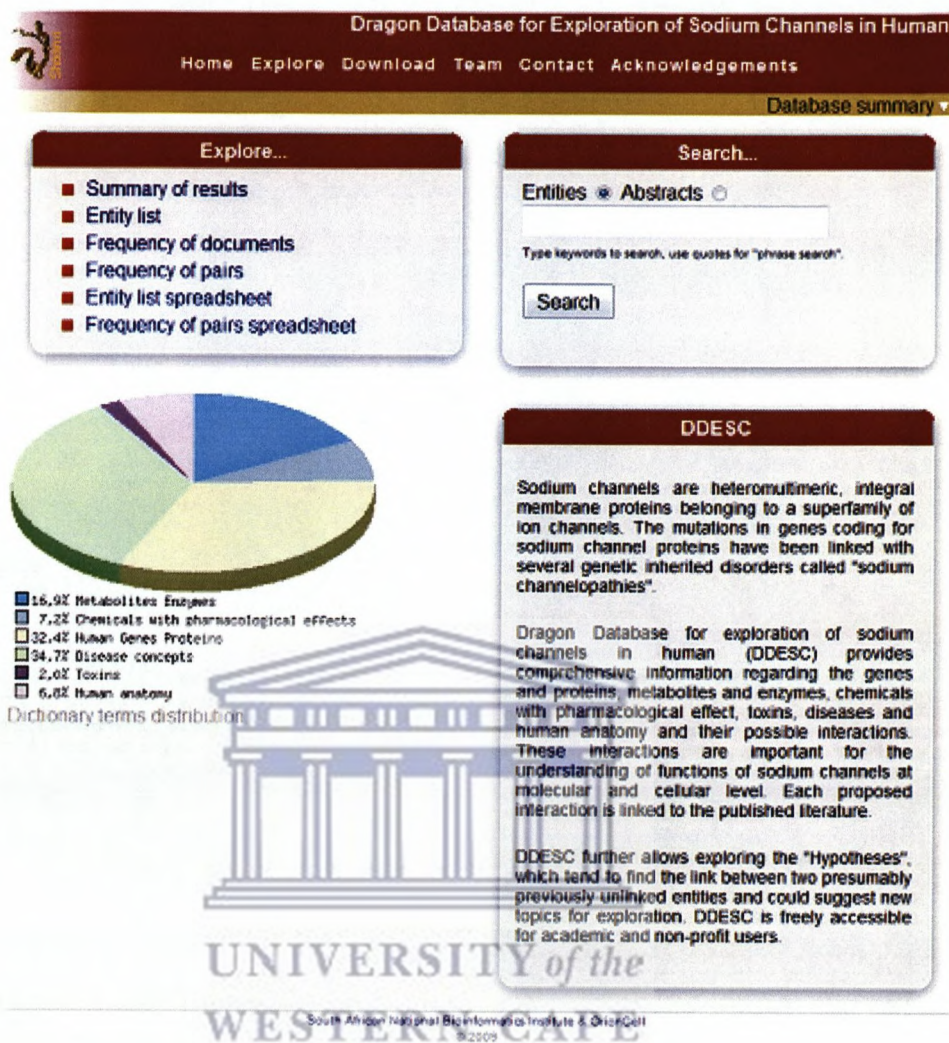 Dragon Database for Exploration of Sodium Channels in Human
Home Explore Download Team Contact Acknowledgements
Database summary
Explore...
Summary of results
Entity list
Frequency of documents
Frequency of pairs
Entity list spreadsheet
Frequency of pairs spreadsheet
Search...
Entities Abstracts
Type keywords to search, use quotes for "phrase search".
Search
16,9% Metabolites Enzymes
7,2% Chemicals with pharmacological effects
32,4% Human Genes Proteins
34,7% Disease concepts
2,0% Toxins
6,8% Human anatomy
Dictionary terms distribution
DDESC
Sodium channels are heteromultimeric, integral
membrane proteins belonging to a superfamily of
ion channels. The mutations in genes coding for
sodium channel proteins have been linked with
several genetic inherited disorders called "sodium
channelopathies".
Dragon Database for exploration of sodium
channels in human (DDESC) provides
comprehensive information regarding the genes
and proteins, metabolites and enzymes, chemicals
with pharmacological effect, toxins, diseases and
human anatomy and their possible interactions.
These interactions are important for the
understanding of functions of sodium channels at
molecular and cellular level. Each proposed
interaction is linked to the published literature.
DDESC further allows exploring the "Hypotheses",
which tend to find the link between two presumably
previously unlinked entities and could suggest new
topics for exploration. DDESC is freely accessible
for academic and non-profit users.
UNIVERSITY of the
WESTERN CAPE
South African National Bioinformatics Institute & OrionCell
© 2009